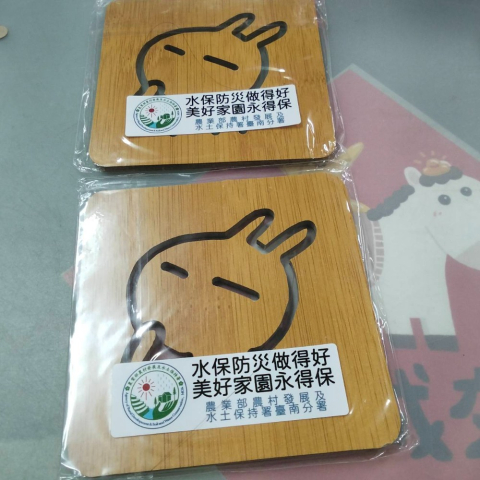 水保防災做得好
美好家園永得保
農業部農村發展及
水土保持署臺南分署
水保防災做得好
美好家園永得保
農業部農村發展及
水土保持署臺南分署